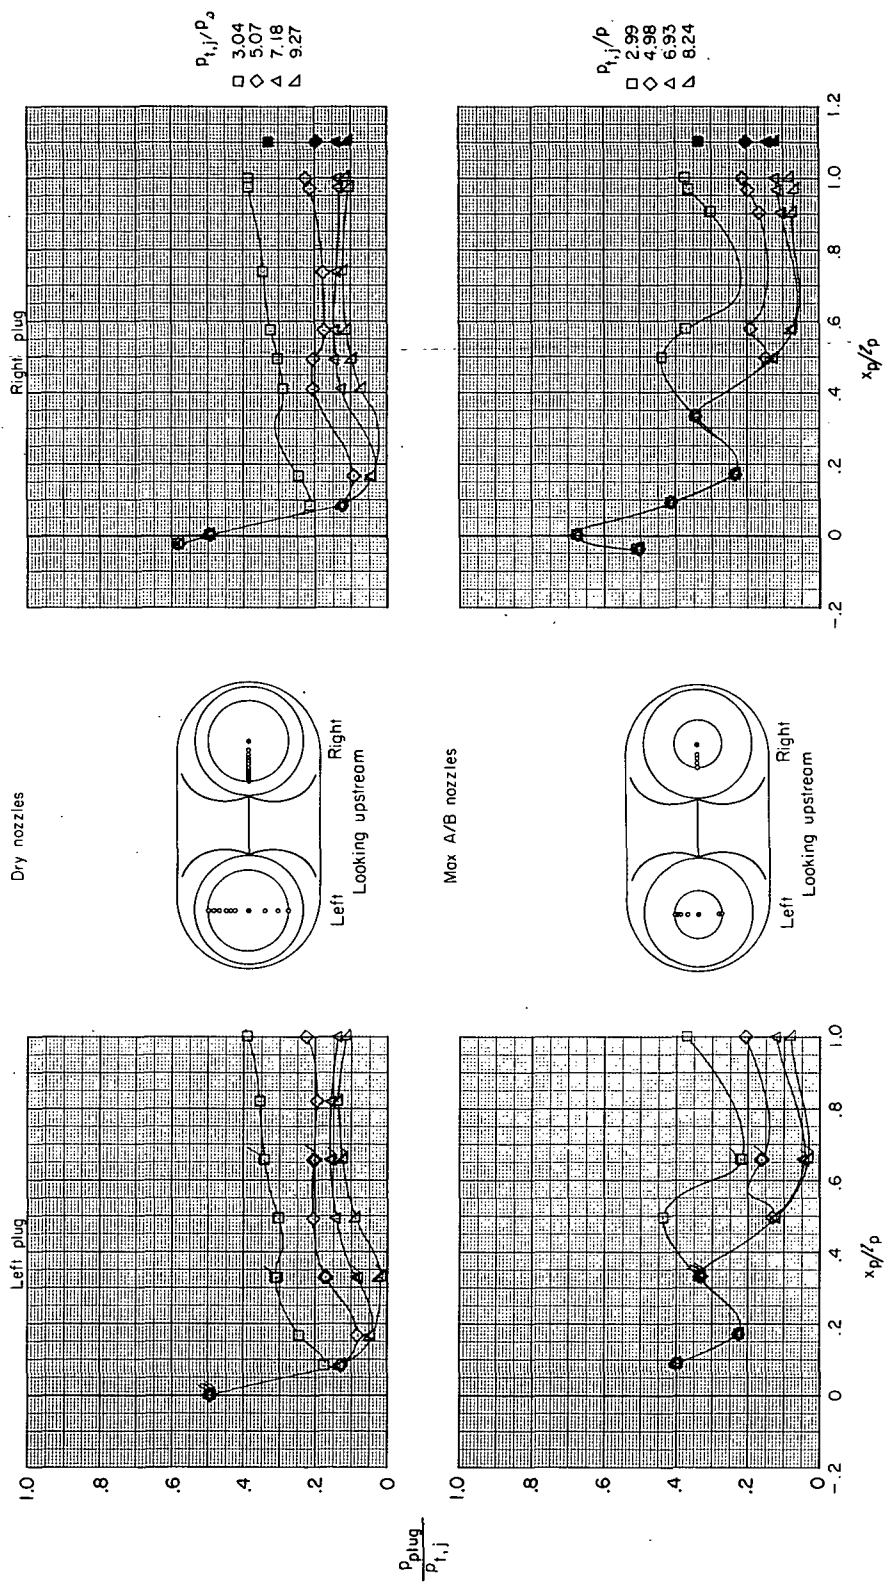 Dry nozzles
Left plug
1.0
.8
.6
.4
.2
0
Left
Right
Looking upstream
Right plug
p_t,j/p_o
□ 3.04
◇ 5.07
△ 7.18
◺ 9.27
p_plug
p_t,j
Max A/B nozzles
1.0
.8
.6
.4
.2
0
-.2
0
.2
.4
.6
.8
1.0
x_p/l_p
Left
Right
Looking upstream
-.2
0
.2
.4
.6
.8
1.0
1.2
x_p/l_p
p_t,j/p
□ 2.99
◇ 4.98
△ 6.93
◺ 8.24